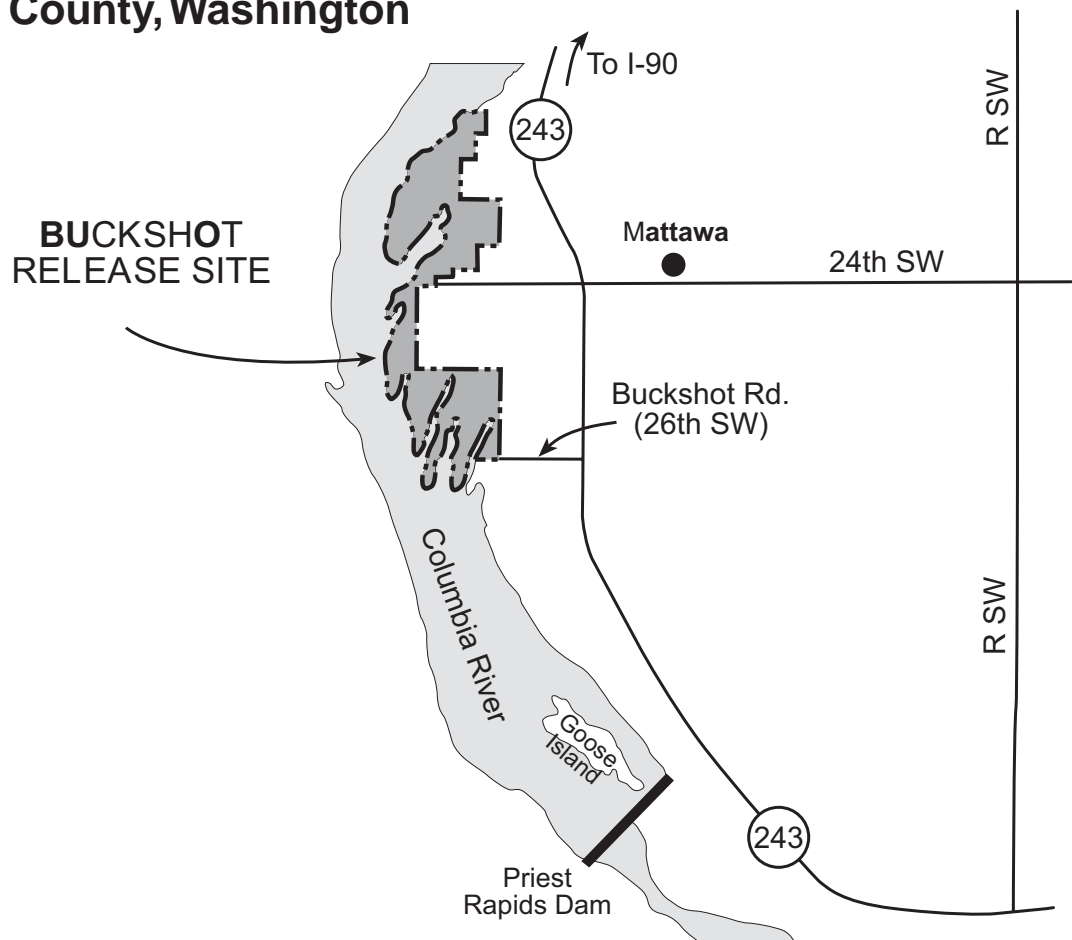 County, Washington
To I-90
243
R SW
BUCKSHOT
RELEASE SITE
Mattawa
24th SW
Buckshot Rd.
(26th SW)
Columbia River
R SW
Goose
Island
243
Priest
Rapids Dam